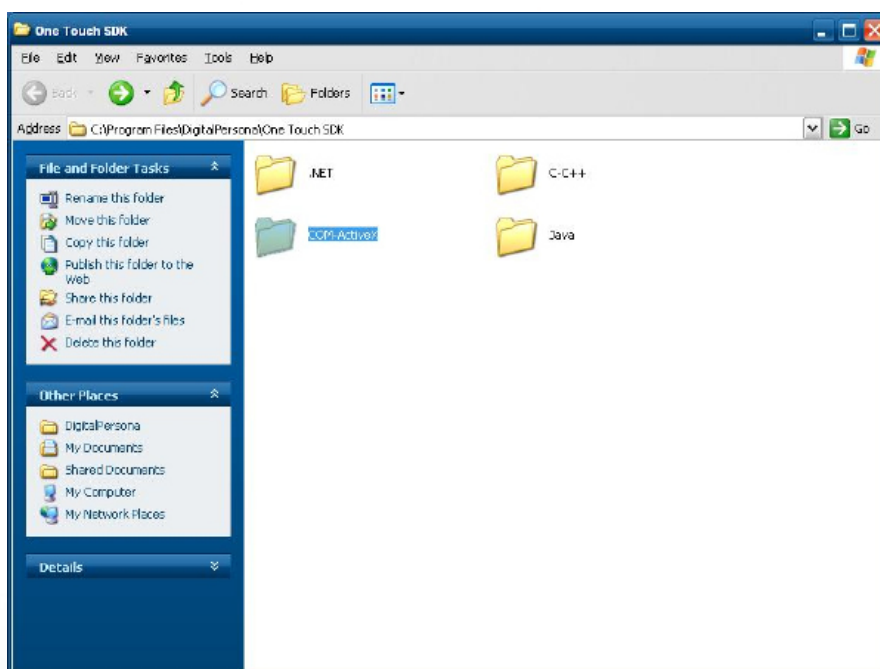 One Touch SDK
File Edit View Favorites Tools Help
Back Search Folders
Address C:\Program Files\DigitalPersona\One Touch SDK Go
File and Folder Tasks
Rename this folder
Move this folder
Copy this folder
Publish this folder to the
Web
Share this folder
E-mail this folder's files
Delete this folder
Other Places
DigitalPersona
My Documents
Shared Documents
My Computer
My Network Places
Details
.NET C-C++
COM-ActiveX Java